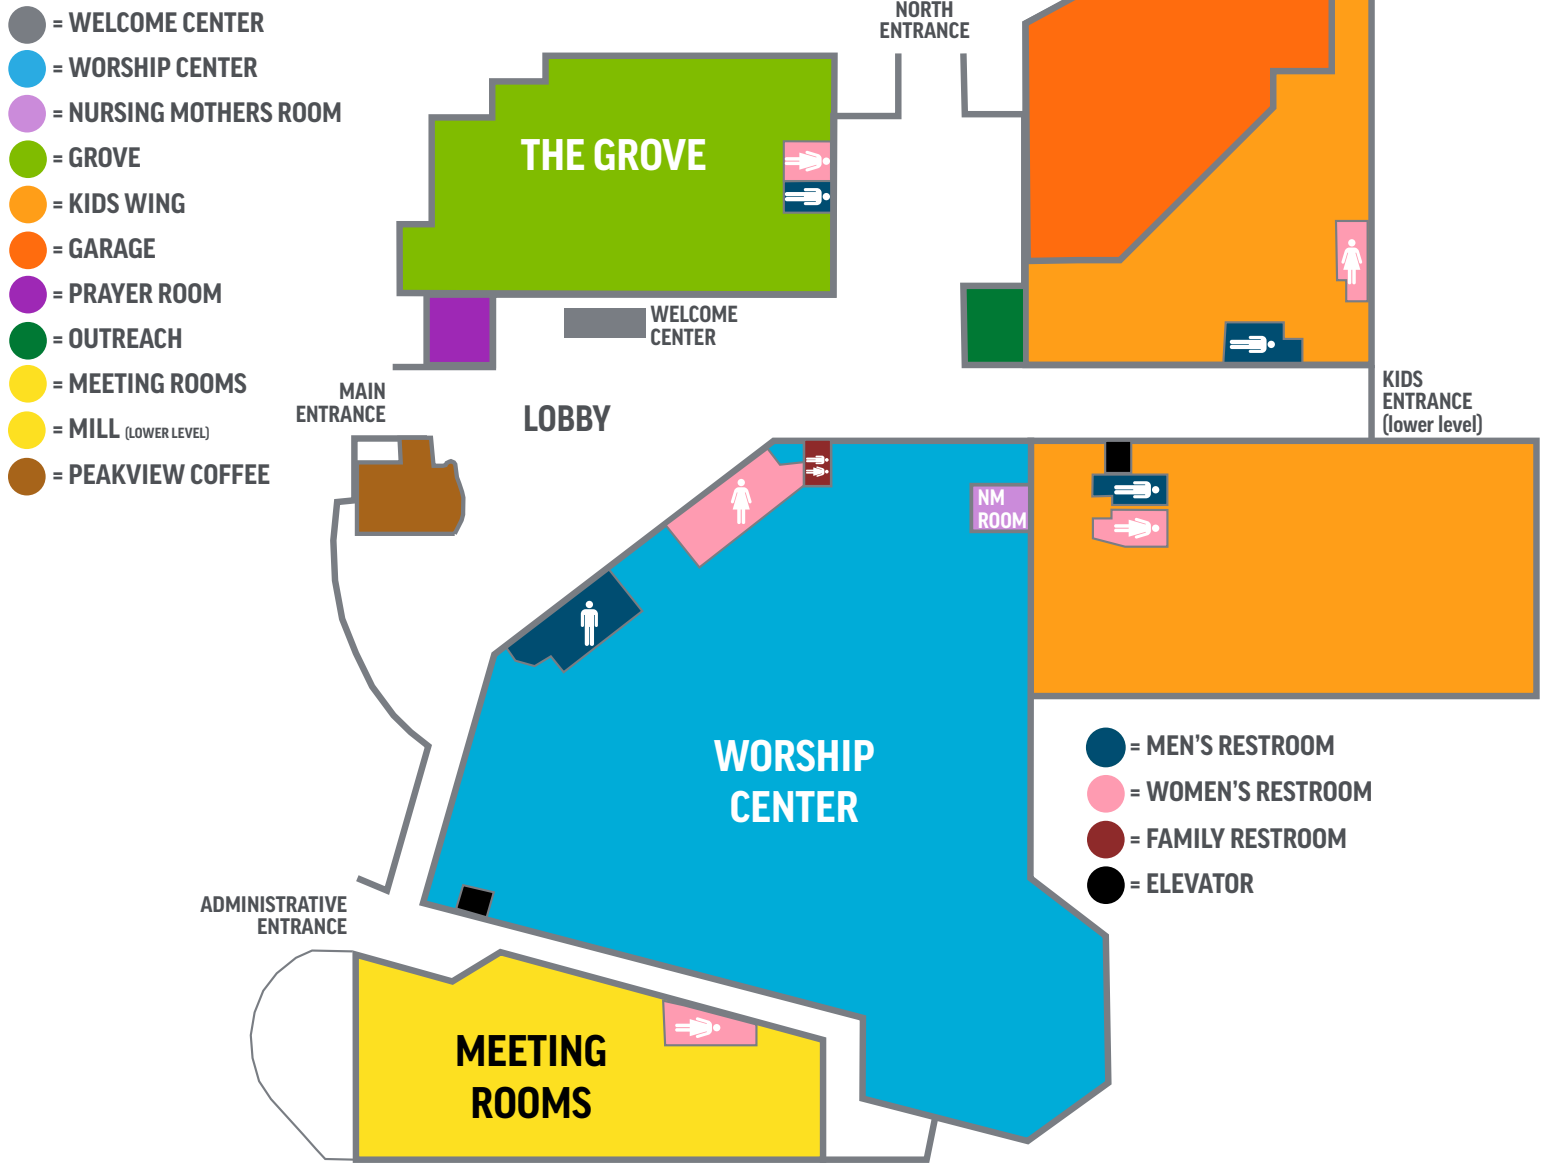 = WELCOME CENTER
= WORSHIP CENTER
= NURSING MOTHERS ROOM
= GROVE
= KIDS WING
= GARAGE
= PRAYER ROOM
= OUTREACH
= MEETING ROOMS
= MILL (LOWER LEVEL)
= PEAKVIEW COFFEE
NORTH
ENTRANCE
THE GROVE
WELCOME
CENTER
MAIN
ENTRANCE
LOBBY
KIDS
ENTRANCE
(lower level)
NM
ROOM
WORSHIP
CENTER
= MEN'S RESTROOM
= WOMEN'S RESTROOM
= FAMILY RESTROOM
= ELEVATOR
ADMINISTRATIVE
ENTRANCE
MEETING
ROOMS